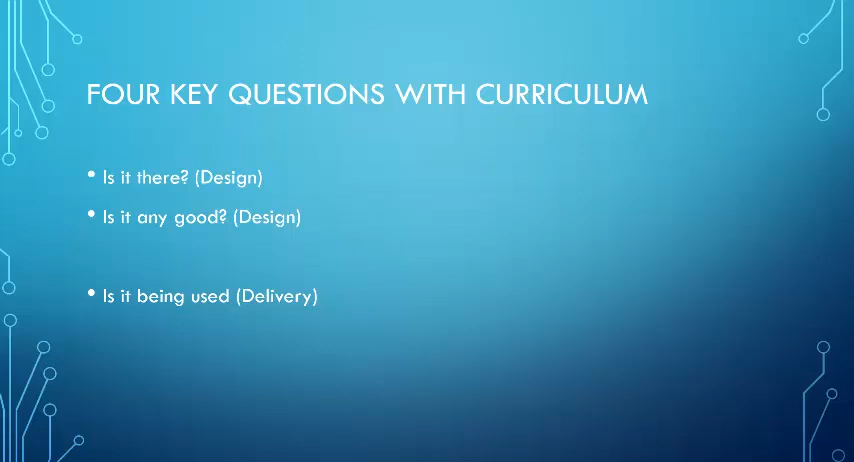 FOUR KEY QUESTIONS WITH CURRICULUM
• Is it there? (Design)
• Is it any good? (Design)
• Is it being used (Delivery)